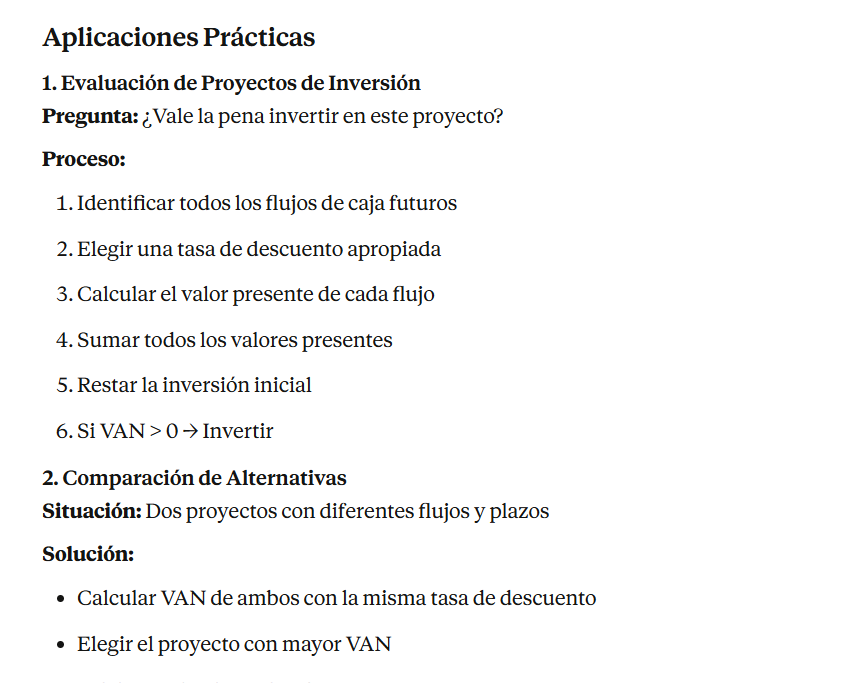 Aplicaciones Prácticas
1. Evaluación de Proyectos de Inversión
Pregunta: ¿Vale la pena invertir en este proyecto?
Proceso:
1. Identificar todos los flujos de caja futuros
2. Elegir una tasa de descuento apropiada
3. Calcular el valor presente de cada flujo
4. Sumar todos los valores presentes
5. Restar la inversión inicial
6. Si VAN > 0 → Invertir
2. Comparación de Alternativas
Situación: Dos proyectos con diferentes flujos y plazos
Solución:
• Calcular VAN de ambos con la misma tasa de descuento
• Elegir el proyecto con mayor VAN